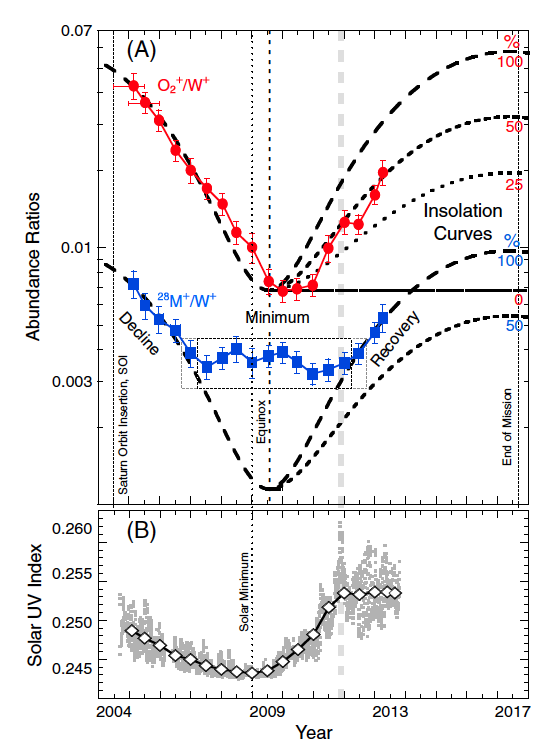 0.07
(A)
O₂⁺/W⁺
%
100
50
25
Insolation
Curves
%
100
0.01
0
²⁸M⁺/W⁺
Minimum
50
Decline
Recovery
0.003
Abundance Ratios
Saturn Orbit Insertion, SOI
Equinox
End of Mission
(B)
0.260
0.255
0.250
0.245
Solar UV Index
Solar Minimum
2004
2009
2013
2017
Year